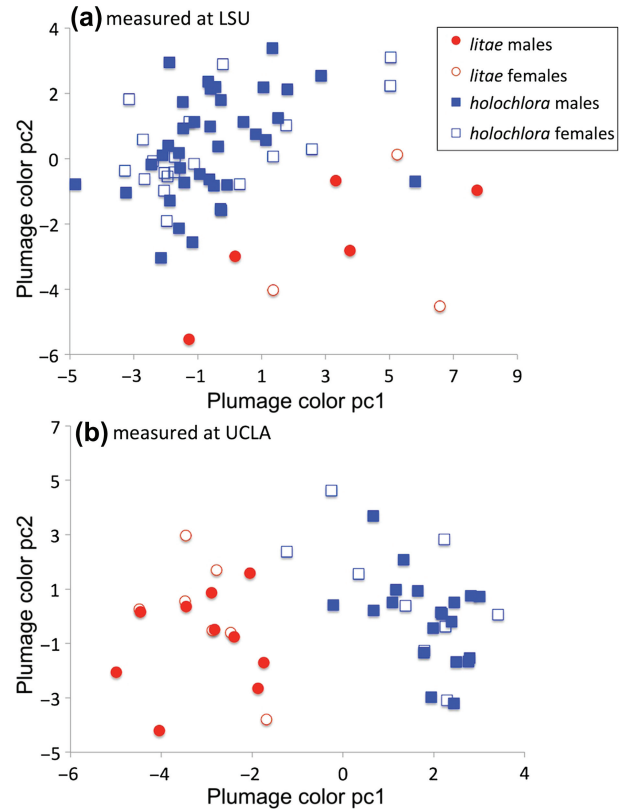 (a) measured at LSU
litae males
litae females
holochlora males
holochlora females
4
2
0
−2
−4
−6
Plumage color pc2
−5 −3 −1 1 3 5 7 9
Plumage color pc1
(b) measured at UCLA
7
5
3
1
−1
−3
−5
Plumage color pc2
−6 −4 −2 0 2 4
Plumage color pc1